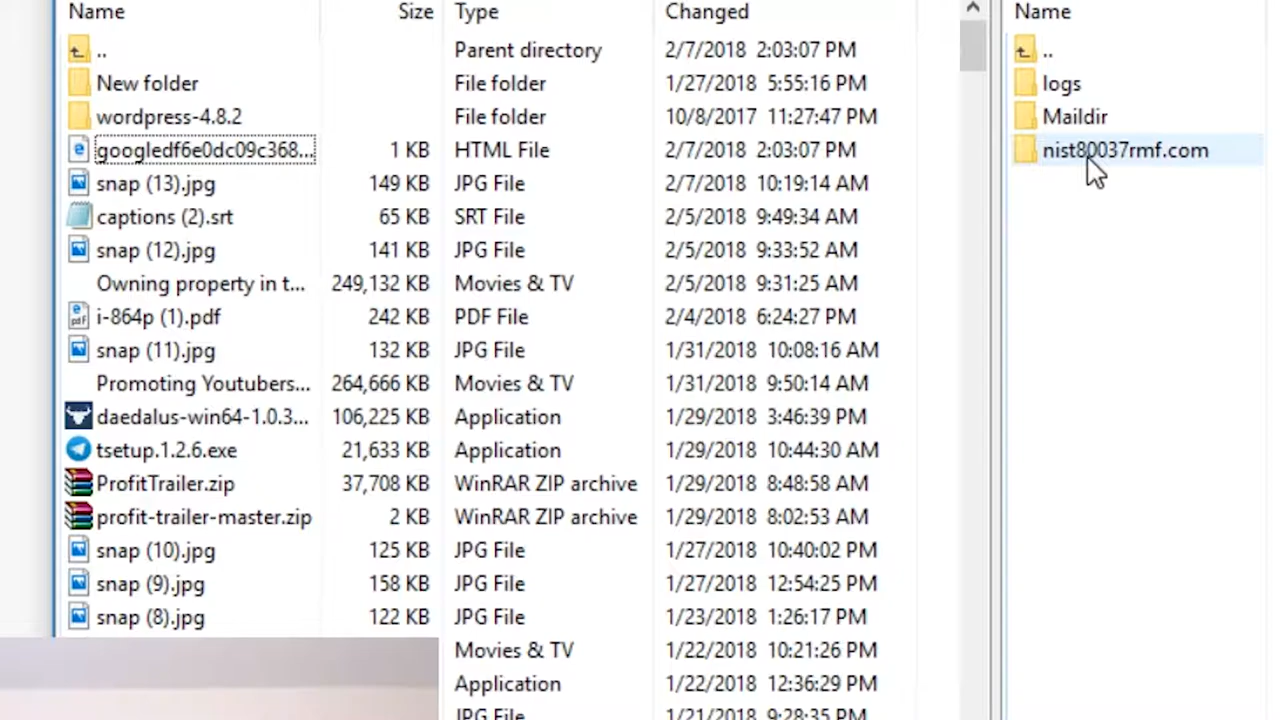 Name Size Type Changed
.. Parent directory 2/7/2018 2:03:07 PM
New folder File folder 1/27/2018 5:55:16 PM
wordpress-4.8.2 File folder 10/8/2017 11:27:47 PM
googledf6e0dc09c368... 1 KB HTML File 2/7/2018 2:03:07 PM
snap (13).jpg 149 KB JPG File 2/7/2018 10:19:14 AM
captions (2).srt 65 KB SRT File 2/5/2018 9:49:34 AM
snap (12).jpg 141 KB JPG File 2/5/2018 9:33:52 AM
Owning property in t... 249,132 KB Movies & TV 2/5/2018 9:31:25 AM
i-864p (1).pdf 242 KB PDF File 2/4/2018 6:24:27 PM
snap (11).jpg 132 KB JPG File 1/31/2018 10:08:16 AM
Promoting Youtubers... 264,666 KB Movies & TV 1/31/2018 9:50:14 AM
daedalus-win64-1.0.3... 106,225 KB Application 1/29/2018 3:46:39 PM
tsetup.1.2.6.exe 21,633 KB Application 1/29/2018 10:44:30 AM
ProfitTrailer.zip 37,708 KB WinRAR ZIP archive 1/29/2018 8:48:58 AM
profit-trailer-master.zip 2 KB WinRAR ZIP archive 1/29/2018 8:02:53 AM
snap (10).jpg 125 KB JPG File 1/27/2018 10:40:02 PM
snap (9).jpg 158 KB JPG File 1/27/2018 12:54:25 PM
snap (8).jpg 122 KB JPG File 1/23/2018 1:26:17 PM
Movies & TV 1/22/2018 10:21:26 PM
Application 1/22/2018 12:36:29 PM
JPG File 1/21/2018 9:28:35 PM
Name
..
logs
Maildir
nist80037rmf.com